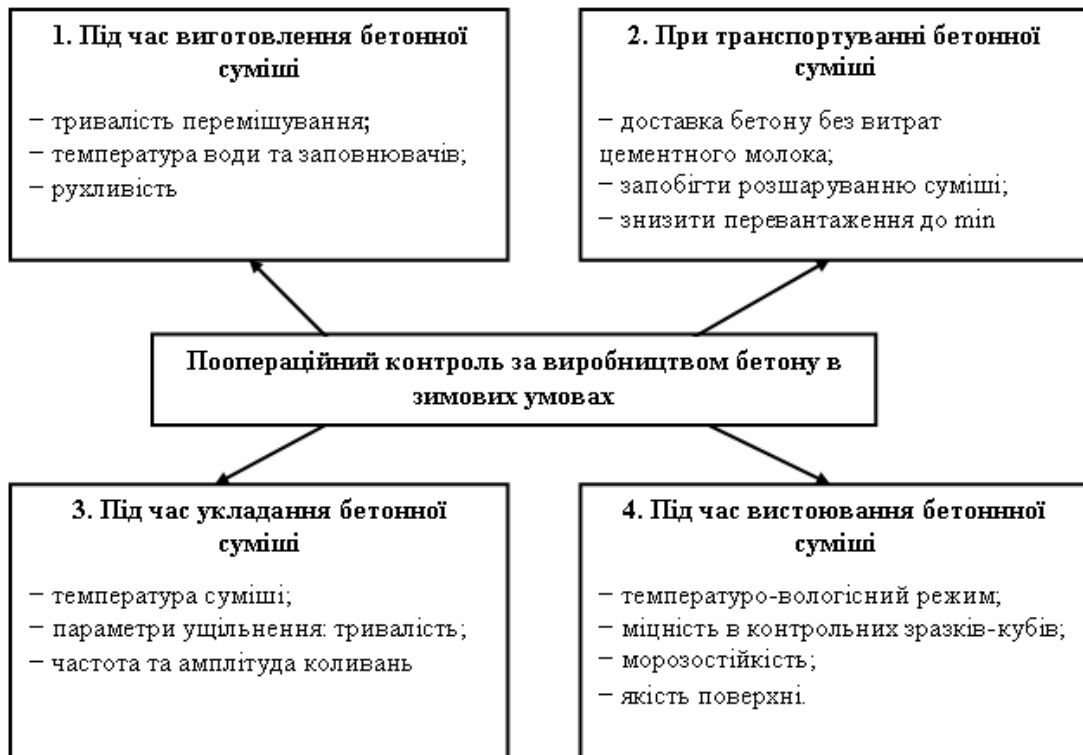 1. Під час виготовлення бетонної
суміші
− тривалість перемішування;
− температура води та заповнювачів;
− рухливість
2. При транспортуванні бетонної
суміші
− доставка бетону без витрат
цементного молока;
− запобігти розшаруванню суміші;
− знизити перевантаження до min
Поопераційний контроль за виробництвом бетону в
зимових умовах
3. Під час укладання бетонної
суміші
− температура суміші;
− параметри ущільнення: тривалість;
− частота та амплітуда коливань
4. Під час вистоювання бетоннної
суміші
− температуро-вологісний режим;
− міцність в контрольних зразків-кубів;
− морозостійкість;
− якість поверхні.